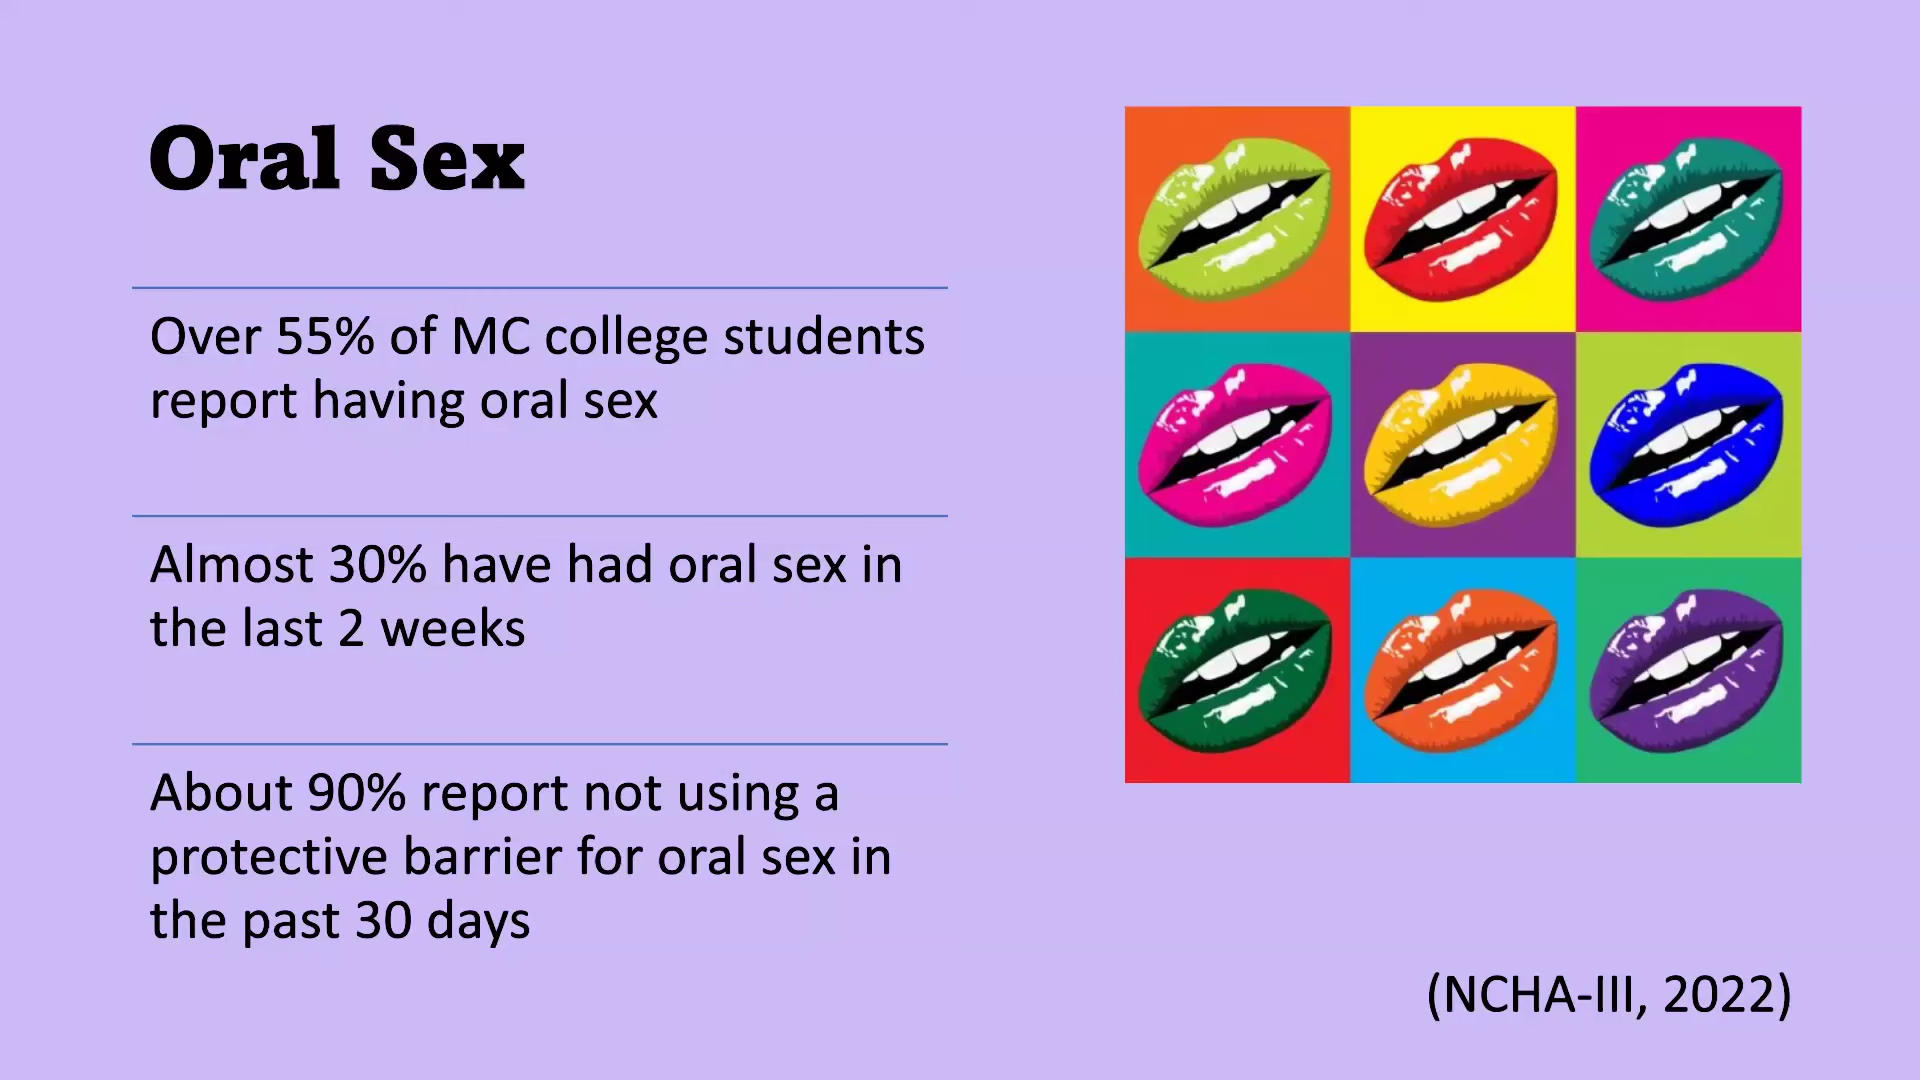 Oral Sex
Over 55% of MC college students
report having oral sex
Almost 30% have had oral sex in
the last 2 weeks
About 90% report not using a
protective barrier for oral sex in
the past 30 days
(NCHA-III, 2022)